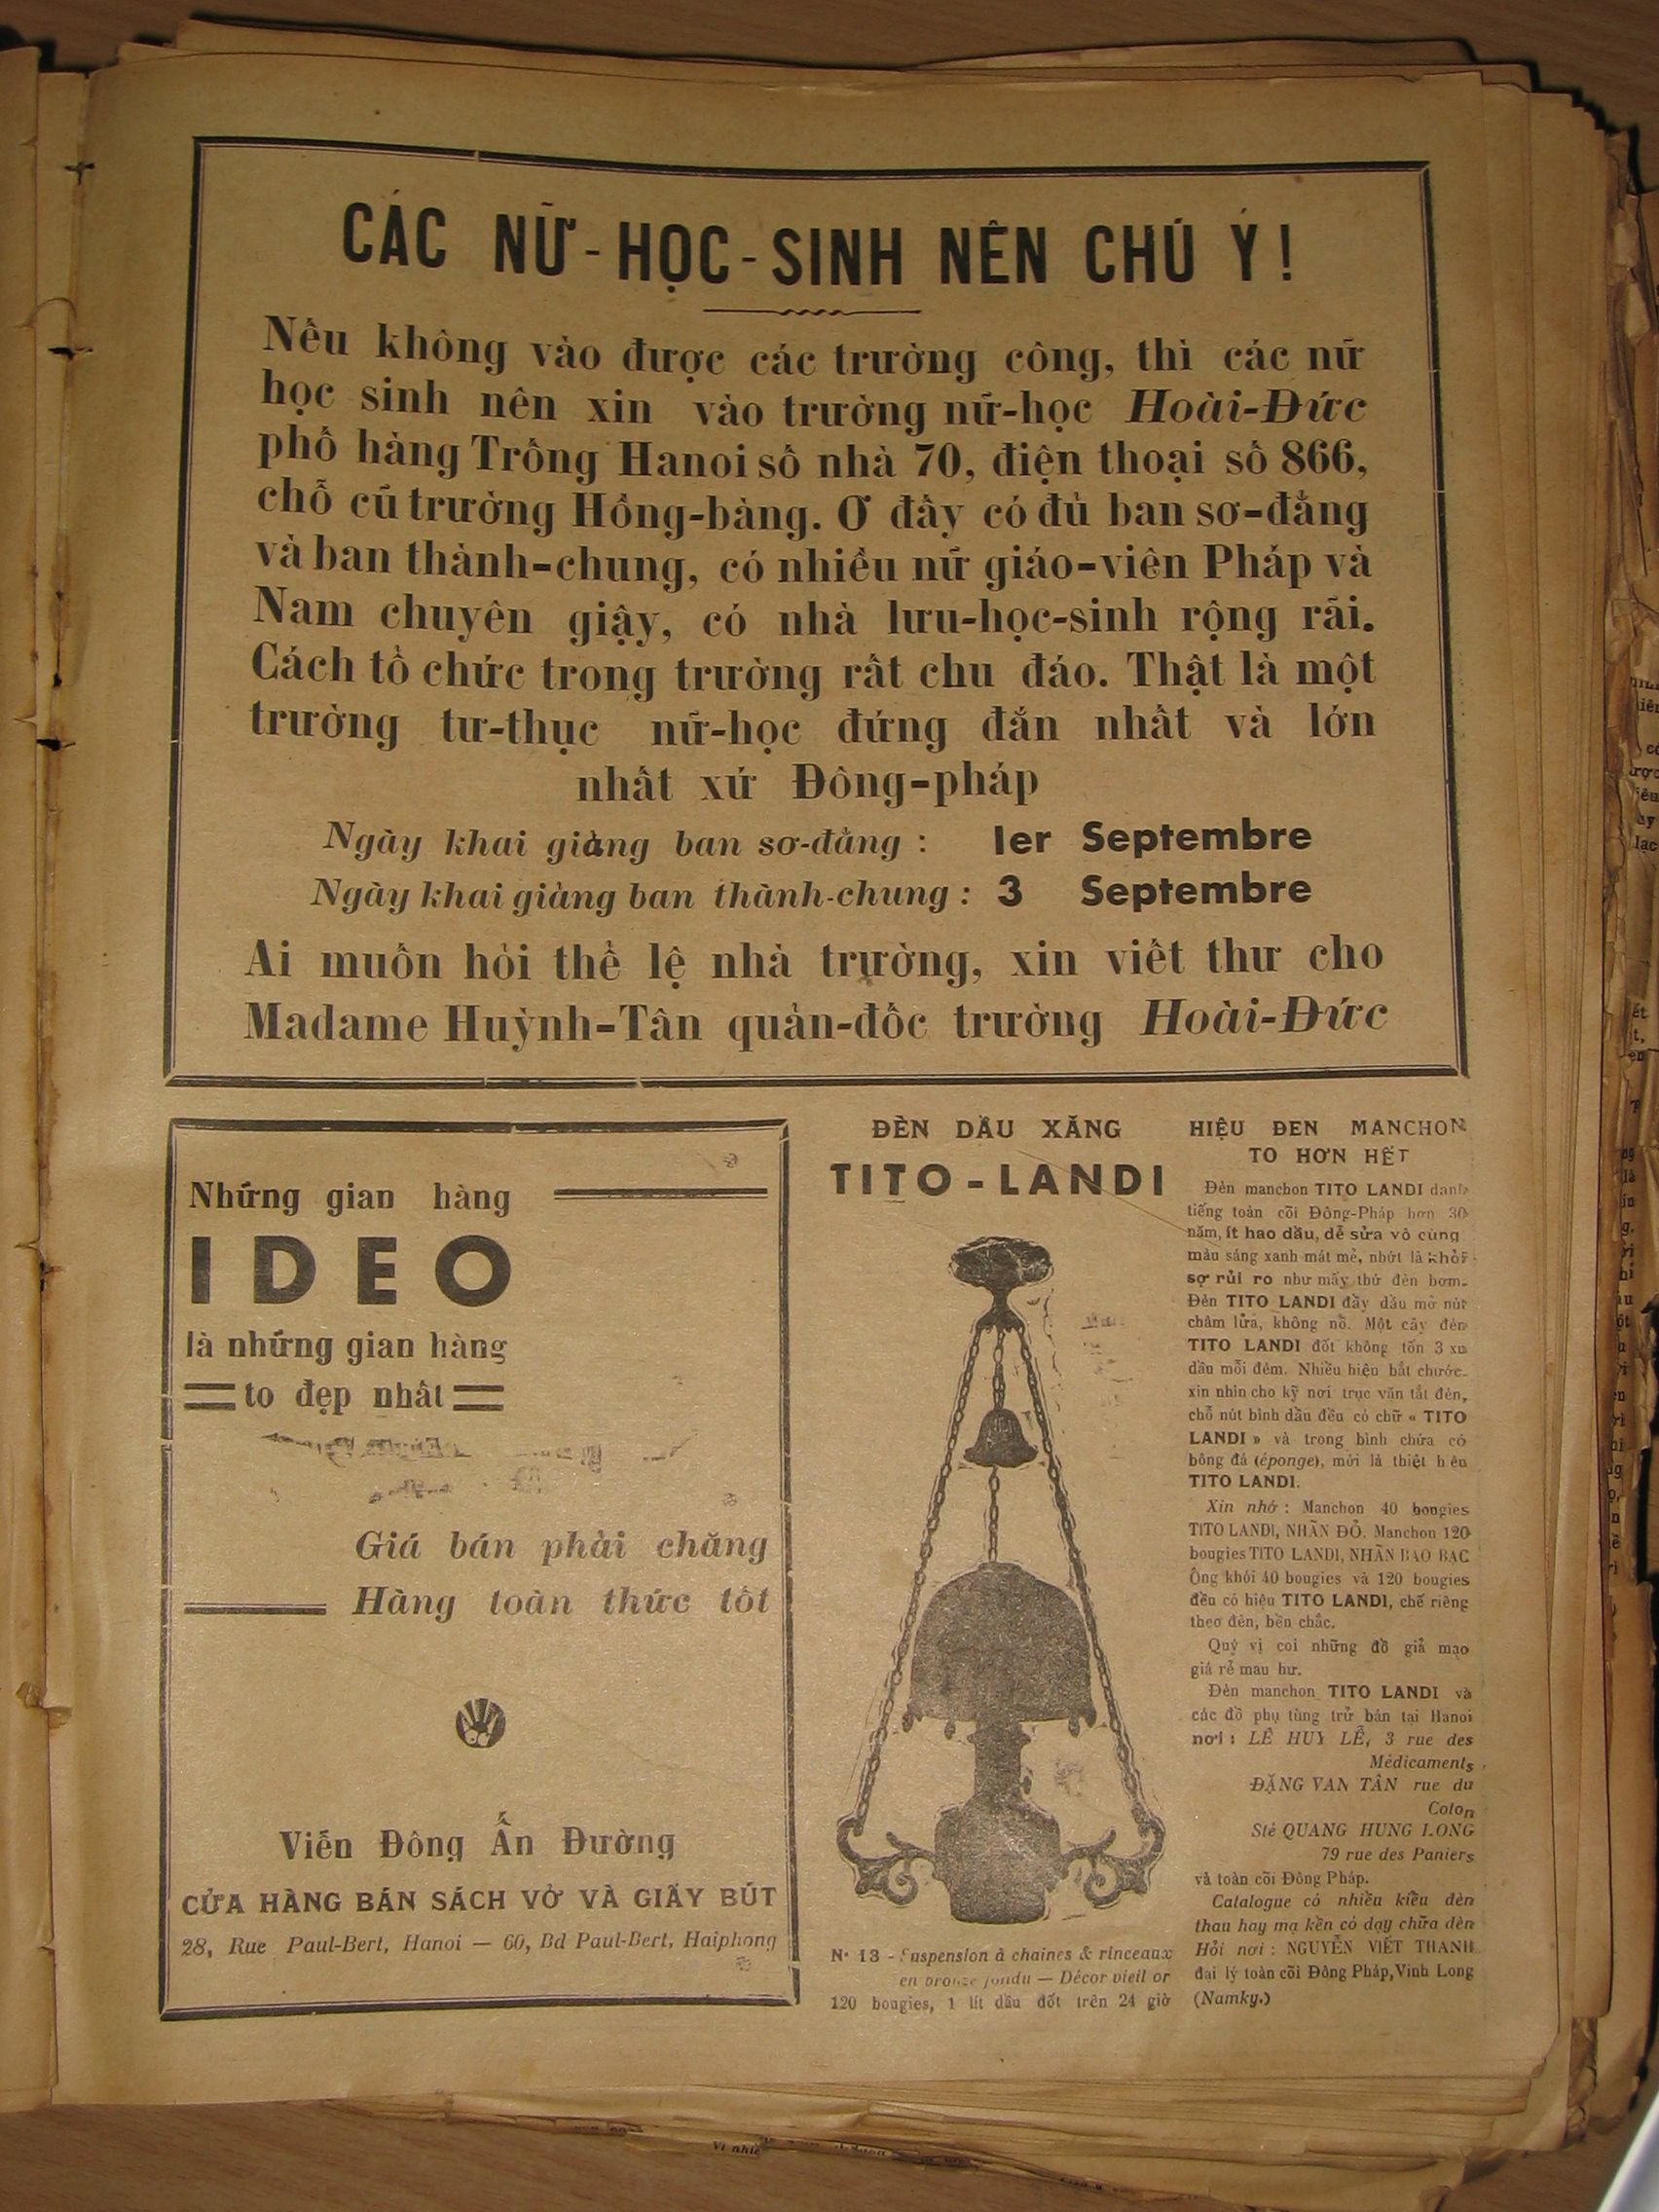 CÁC NỮ-HỌC-SINH NÊN CHÚ Ý!
Nếu không vào được các trường công, thì các nữ
học sinh nên xin vào trường nữ-học Hoài-Đức
phố hàng Trống Hanoi số nhà 70, điện thoại số 866,
chỗ cũ trường Hồng-bàng. Ở đây có đủ ban sơ-đẳng
và ban thành-chung, có nhiều nữ giáo-viên Pháp và
Nam chuyên giậy, có nhà lưu-học-sinh rộng rãi.
Cách tổ chức trong trường rất chu đáo. Thật là một
trường tư-thục nữ-học đứng đắn nhất và lớn
nhất xứ Đông-pháp
Ngày khai giảng ban sơ-đẳng : Ier Septembre
Ngày khai giảng ban thành-chung : 3 Septembre
Ai muốn hỏi thể lệ nhà trường, xin viết thư cho
Madame Huỳnh-Tân quản-đốc trường Hoài-Đức
Những gian hàng
IDEO
là những gian hàng
to đẹp nhất
Giá bán phải chăng
Hàng toàn thức tốt
Viễn Đông Ấn Đường
CỬA HÀNG BÁN SÁCH VỞ VÀ GIẤY BÚT
28, Rue Paul-Bert, Hanoi — 60, Bd Paul-Bert, Haiphong
ĐÈN DẦU XĂNG
TITO-LANDI
N· 13 - Suspension à chaines & rinceaux
en bronze fondu — Décor vieil or
120 bougies, 1 lít dầu đốt trên 24 giờ
HIỆU ĐEN MANCHON
TO HƠN HẾT
Đèn manchon TITO LANDI danh
tiếng toàn cõi Đông-Pháp hơn 30
năm, ít hao dầu, dễ sửa vô cùng
màu sáng xanh mát mẻ, nhứt là khỏi
sợ rủi ro như mấy thứ đèn bơm.
Đèn TITO LANDI đầy dầu mở nút
châm lửa, không nổ. Một cây đèn
TITO LANDI đốt không tốn 3 xu
dầu mỗi đêm. Nhiều hiệu bắt chước
xin nhìn cho kỹ nơi trục vặn tắt đèn,
chỗ nút bình dầu đều có chữ « TITO
LANDI » và trong bình chứa có
bông đá (éponge), mới là thiệt hiệu
TITO LANDI.
Xin nhớ : Manchon 40 bougies
TITO LANDI, NHÃN ĐỎ. Manchon 120
bougies TITO LANDI, NHÃN BAO BẠC
Ống khói 40 bougies và 120 bougies
đều có hiệu TITO LANDI, chế riêng
theo đèn, bền chắc.
Quý vị coi những đồ giả mạo
giá rẻ mau hư.
Đèn manchon TITO LANDI và
các đồ phụ tùng trử bán tại Hanoi
nơi : LÊ HUY LỄ, 3 rue des
Médicaments
ĐẶNG VAN TÂN rue du
Coton
Sté QUANG HUNG LONG
79 rue des Paniers
và toàn cõi Đông Pháp.
Catalogue có nhiều kiểu đèn
thau hay mạ kền có dạy chữa đèn
Hỏi nơi : NGUYỄN VIẾT THANH
đại lý toàn cõi Đông Pháp, Vinh Long
(Namky.)